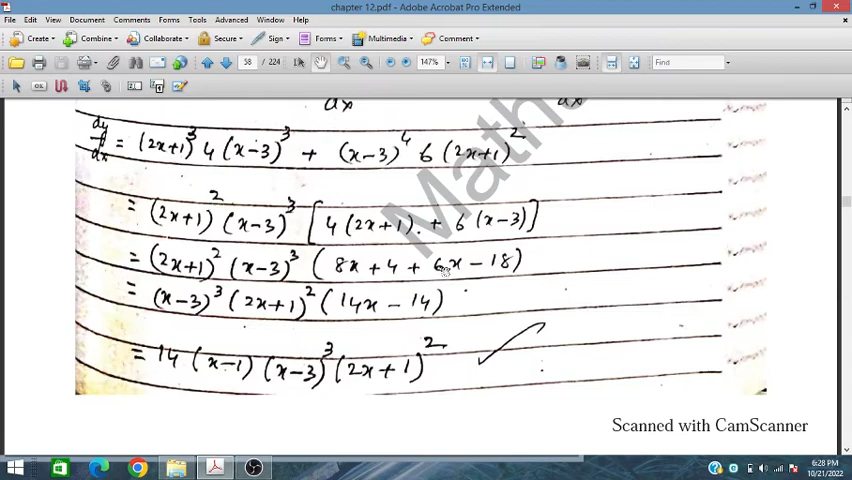 chapter 12.pdf - Adobe Acrobat Pro Extended
File Edit View Document Comments Forms Tools Advanced Window Help
Create Combine Collaborate Secure Sign Forms Multimedia Comment
58 / 224 147% Find
dx dx
dy/dx = (2x+1)³ 4 (x-3)³ + (x-3)⁴ 6 (2x+1)²
= (2x+1)² (x-3)³ [4(2x+1) + 6 (x-3)]
= (2x+1)² (x-3)³ ( 8x + 4 + 6x - 18)
= (x-3)³ (2x+1)² (14x - 14)
= 14 (x-1) (x-3)³ (2x+1)²
Math
Scanned with CamScanner
6:28 PM
10/21/2022